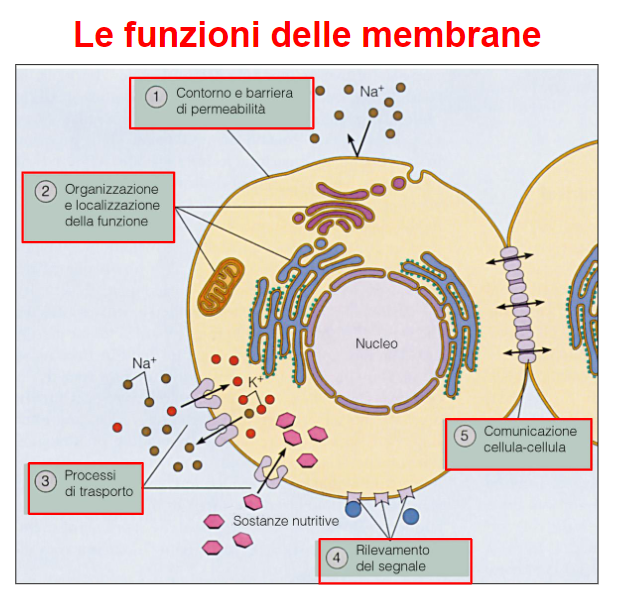 Le funzioni delle membrane
1 Contorno e barriera
di permeabilità
Na⁺
2 Organizzazione
e localizzazione
della funzione
Nucleo
Na⁺
K⁺
5 Comunicazione
cellula-cellula
3 Processi
di trasporto
Sostanze nutritive
4 Rilevamento
del segnale